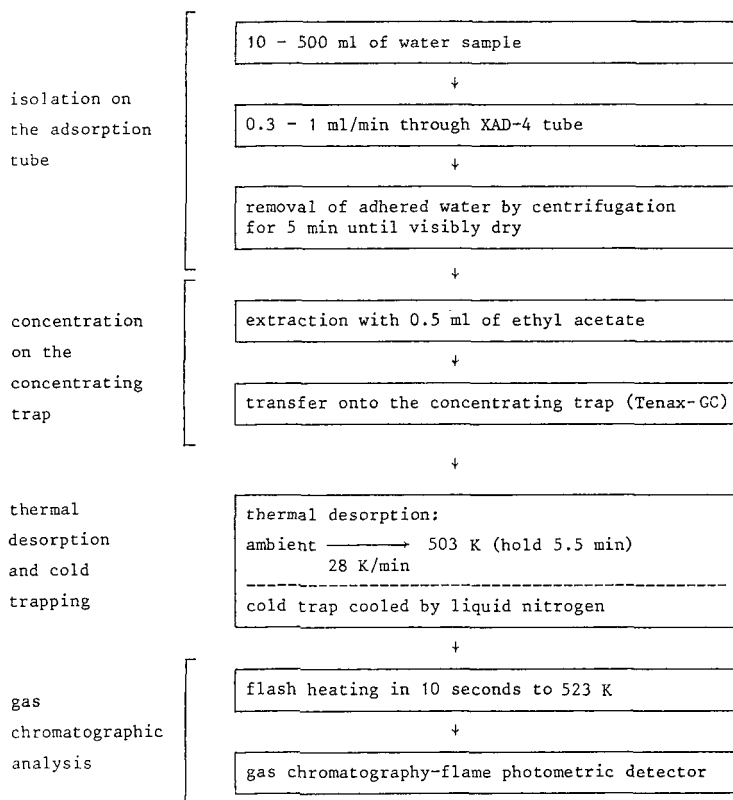 10 - 500 ml of water sample
↓
isolation on
the adsorption
tube
0.3 - 1 ml/min through XAD-4 tube
↓
removal of adhered water by centrifugation
for 5 min until visibly dry
↓
concentration
on the
concentrating
trap
extraction with 0.5 ml of ethyl acetate
↓
transfer onto the concentrating trap (Tenax-GC)
↓
thermal
desorption
and cold
trapping
thermal desorption:
ambient ⟶ 503 K (hold 5.5 min)
28 K/min
cold trap cooled by liquid nitrogen
↓
gas
chromatographic
analysis
flash heating in 10 seconds to 523 K
↓
gas chromatography-flame photometric detector